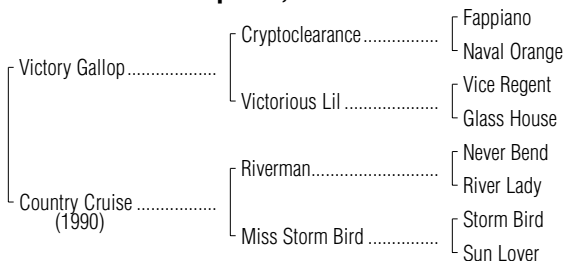 Fappiano
Cryptoclearance..................
Naval Orange
Victory Gallop.....................
Vice Regent
Victorious Lil ......................
Glass House
Never Bend
Riverman..............................
River Lady
Country Cruise ...................
(1990)
Storm Bird
Miss Storm Bird .................
Sun Lover